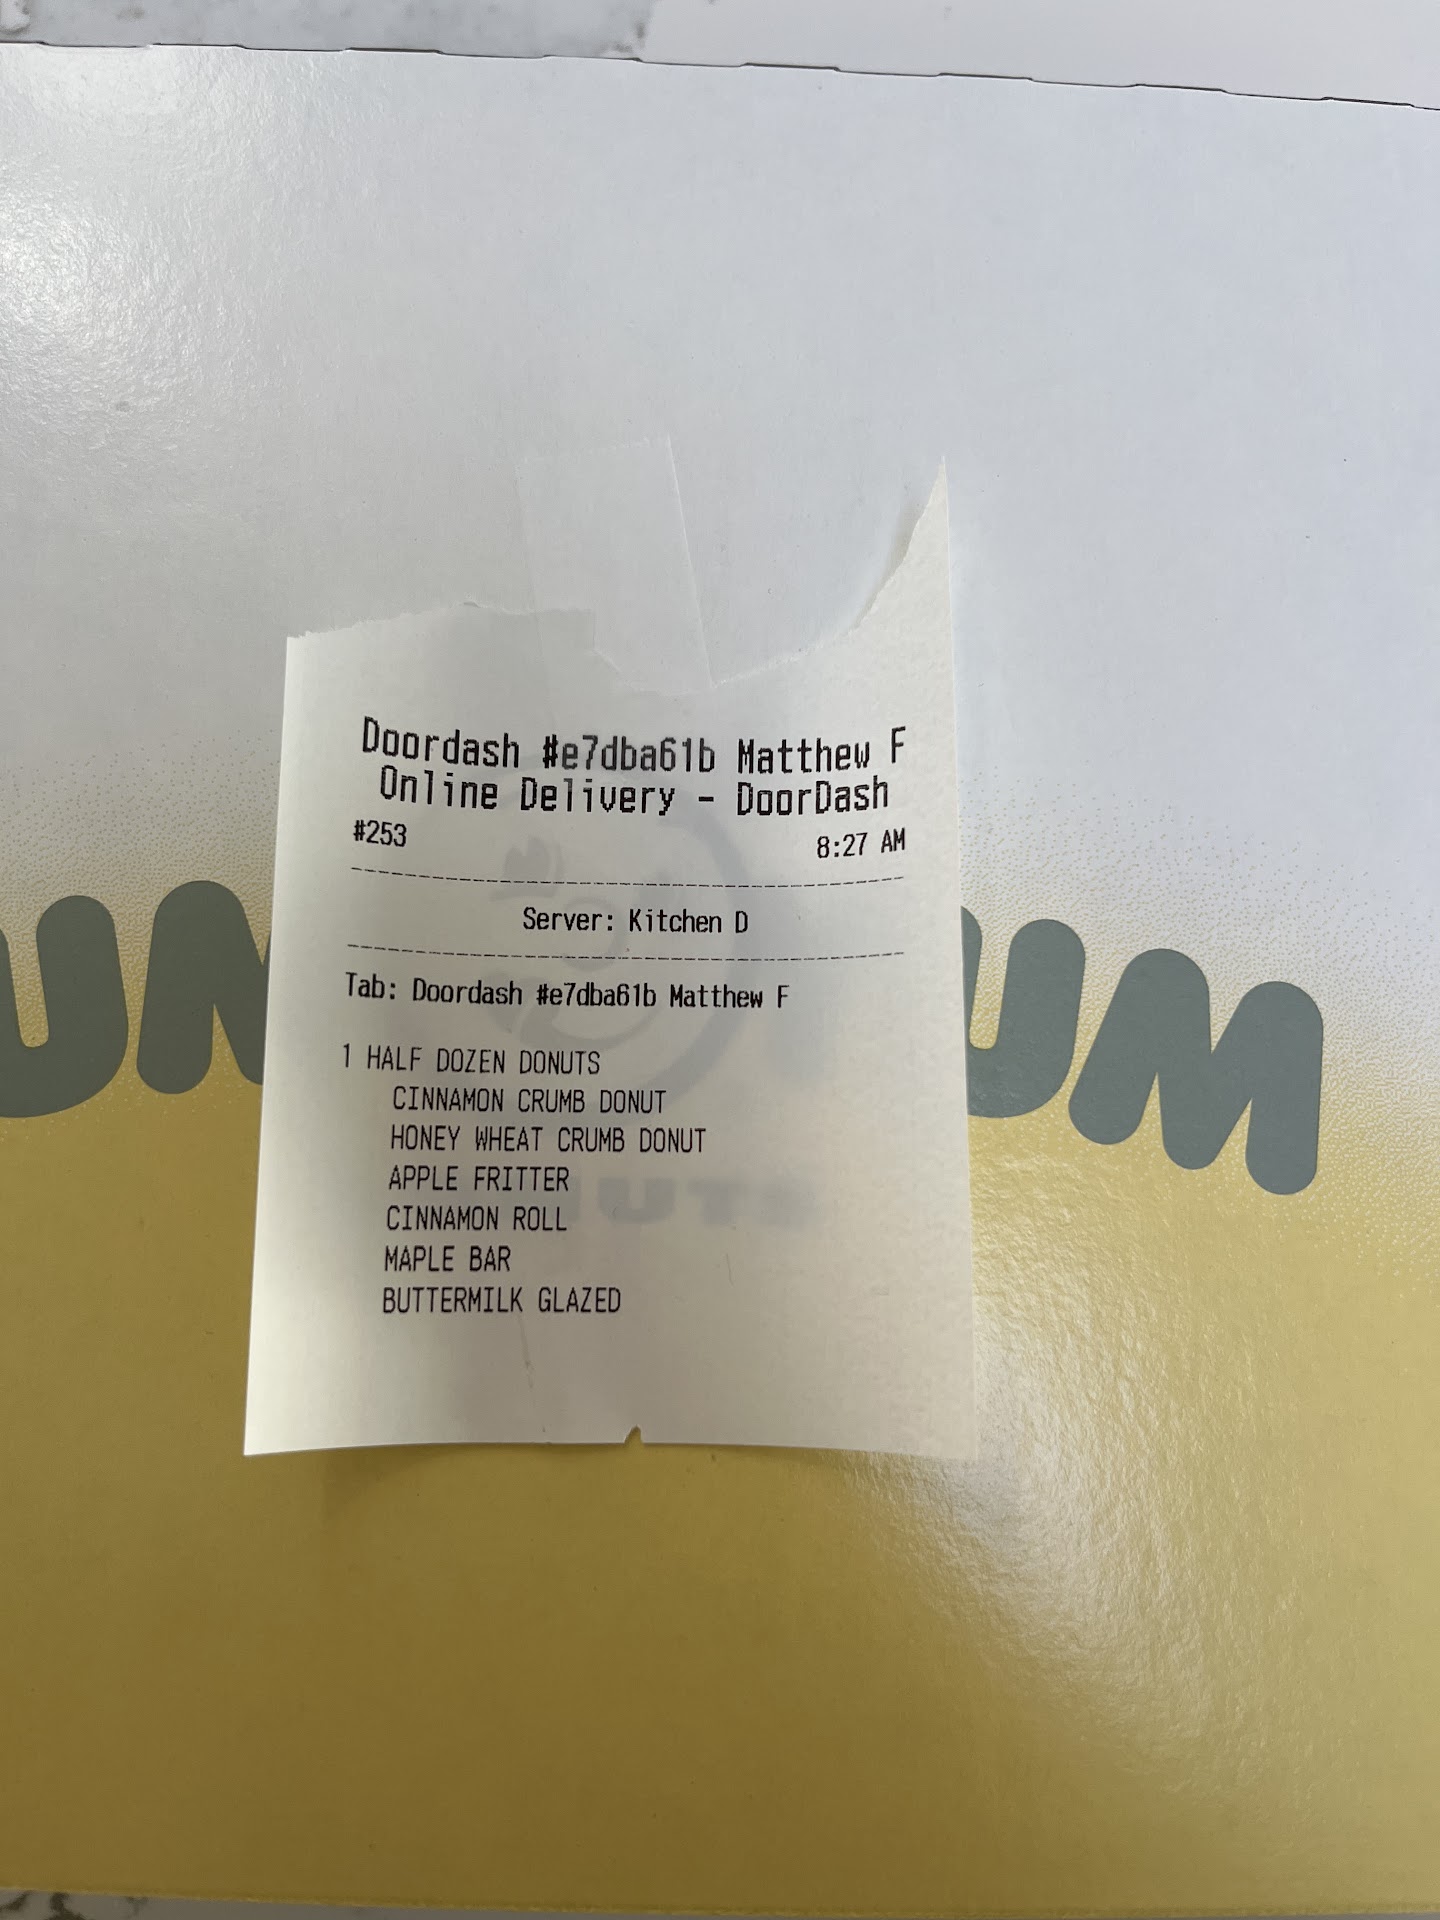 Doordash #e7dba61b Matthew F
Online Delivery - DoorDash
#253 8:27 AM
Server: Kitchen D
Tab: Doordash #e7dba61b Matthew F
1 HALF DOZEN DONUTS
CINNAMON CRUMB DONUT
HONEY WHEAT CRUMB DONUT
APPLE FRITTER
CINNAMON ROLL
MAPLE BAR
BUTTERMILK GLAZED